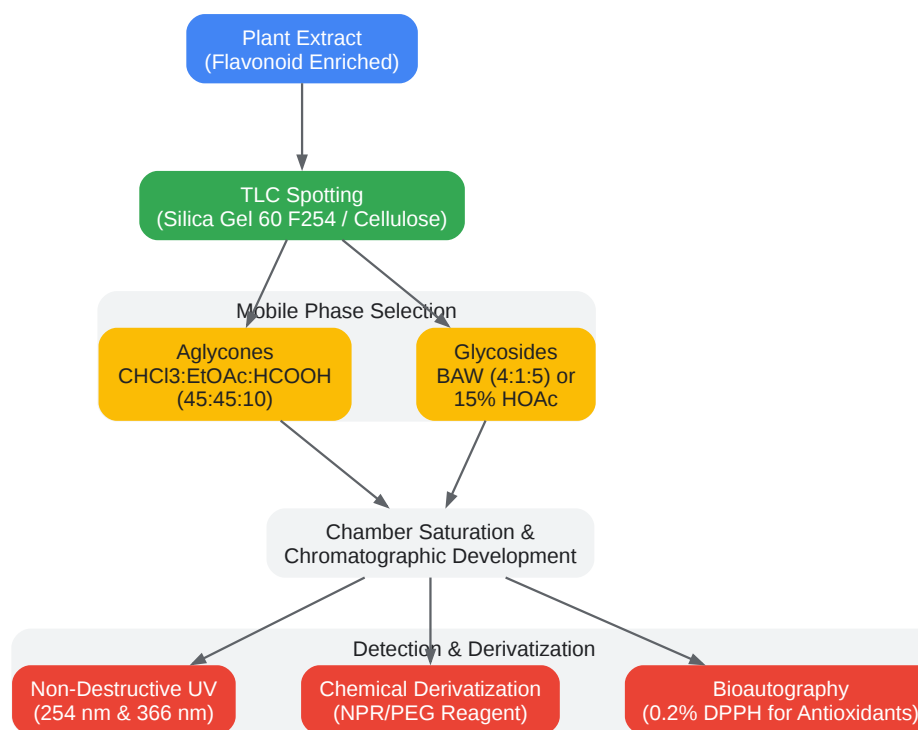 Plant Extract
(Flavonoid Enriched)
TLC Spotting
(Silica Gel 60 F254 / Cellulose)
Mobile Phase Selection
Aglycones
CHCl3:EtOAc:HCOOH
(45:45:10)
Glycosides
BAW (4:1:5) or
15% HOAc
Chamber Saturation &
Chromatographic Development
Detection & Derivatization
Non-Destructive UV
(254 nm & 366 nm)
Chemical Derivatization
(NPR/PEG Reagent)
Bioautography
(0.2% DPPH for Antioxidants)